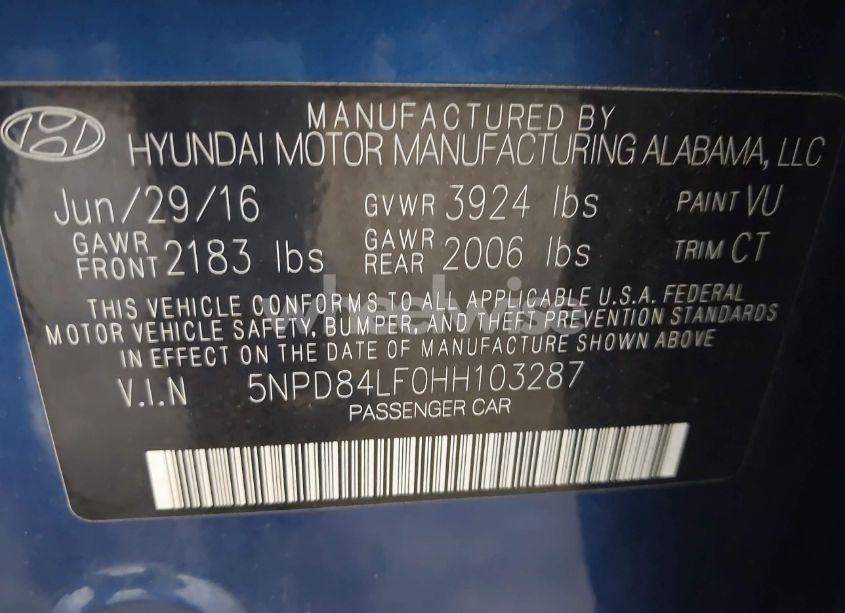 MANUFACTURED BY
HYUNDAI MOTOR MANUFACTURING ALABAMA, LLC
Jun/29/16 GVWR 3924 lbs PAINT VU
GAWR FRONT 2183 lbs GAWR REAR 2006 lbs TRIM CT
THIS VEHICLE CONFORMS TO ALL APPLICABLE U.S.A. FEDERAL
MOTOR VEHICLE SAFETY, BUMPER, AND THEFT PREVENTION STANDARDS
IN EFFECT ON THE DATE OF MANUFACTURE SHOWN ABOVE
V.I.N 5NPD84LF0HH103287
PASSENGER CAR
wheelwise